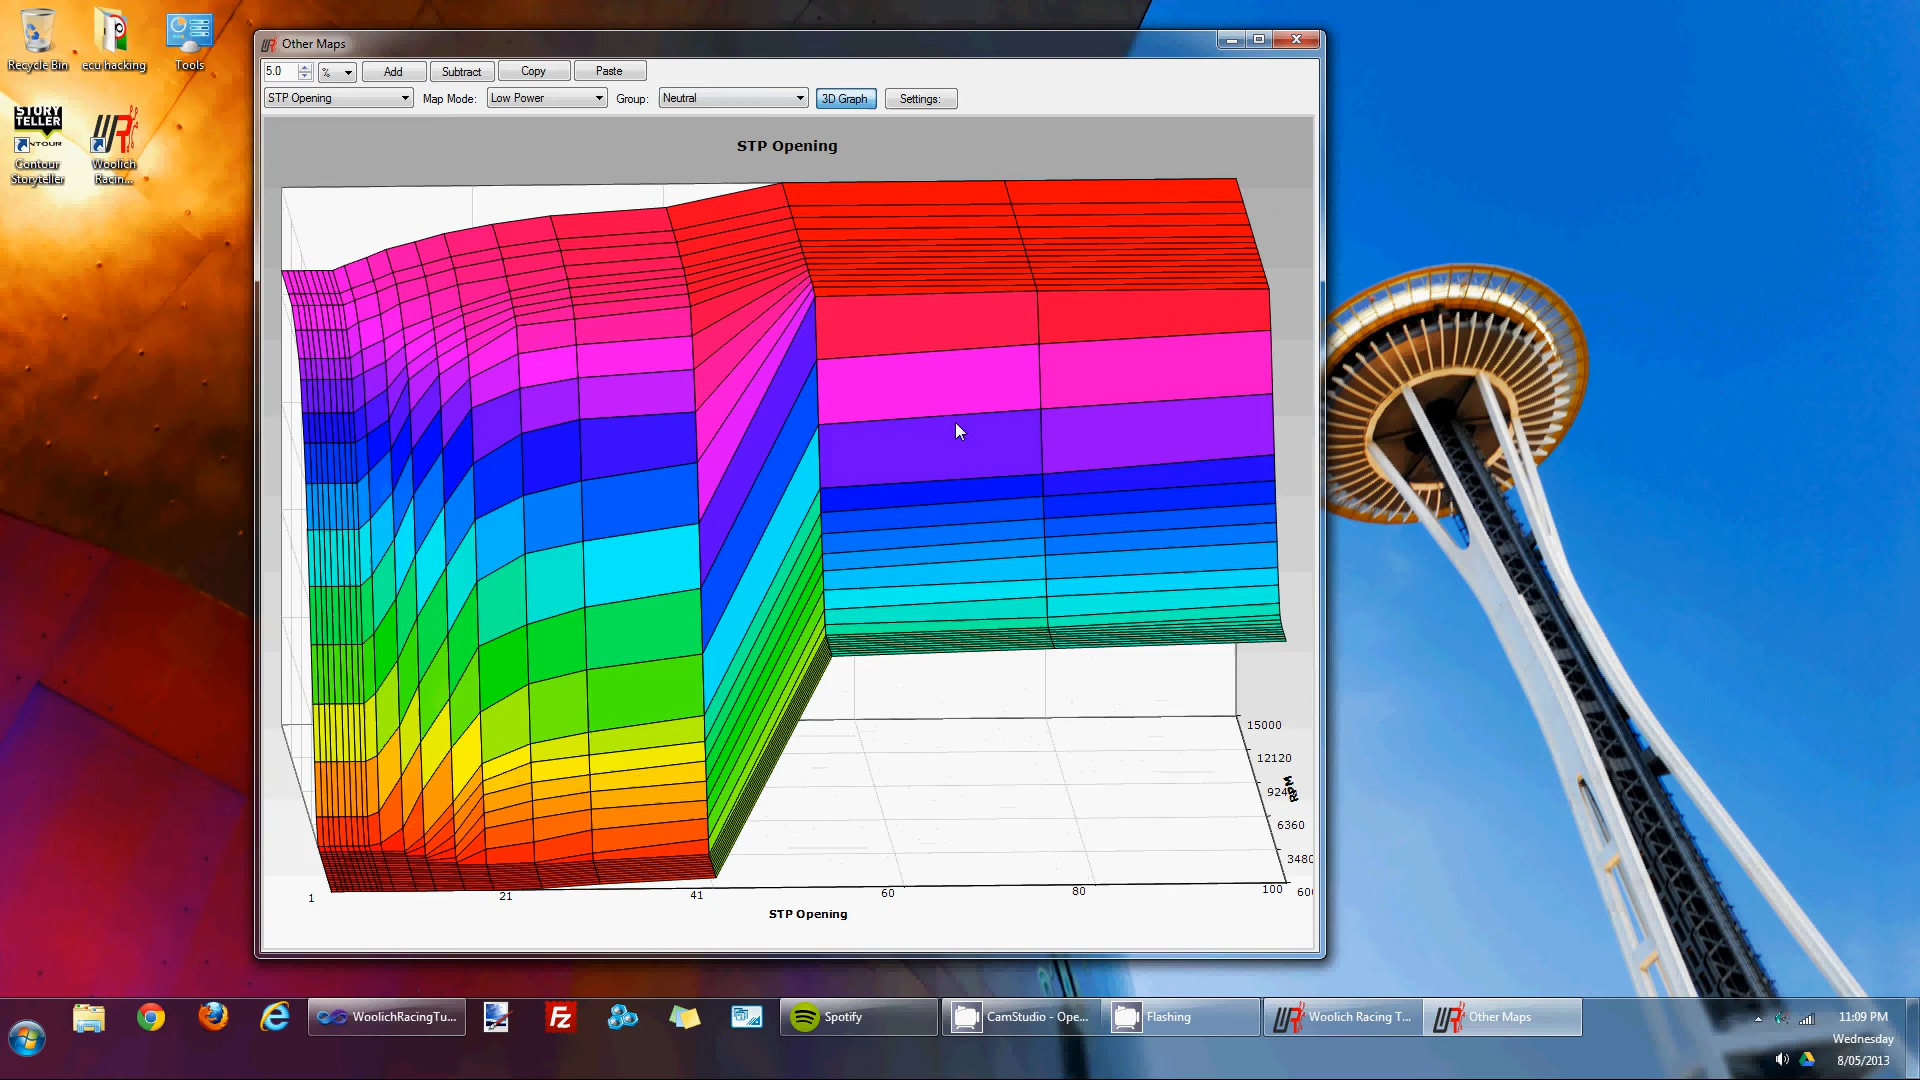 Recycle Bin
ecu hacking
Tools
STORY
TELLER
Contour
Storyteller
Woolich
Racin...
Other Maps
5.0
%
Add
Subtract
Copy
Paste
STP Opening
Map Mode:
Low Power
Group:
Neutral
3D Graph
Settings:
STP Opening
15000
12120
6360
3480
RPM
1
21
41
60
80
100
STP Opening
WoolichRacingTu...
Spotify
CamStudio - Ope...
Flashing
Woolich Racing T...
Other Maps
11:09 PM
Wednesday
8/05/2013